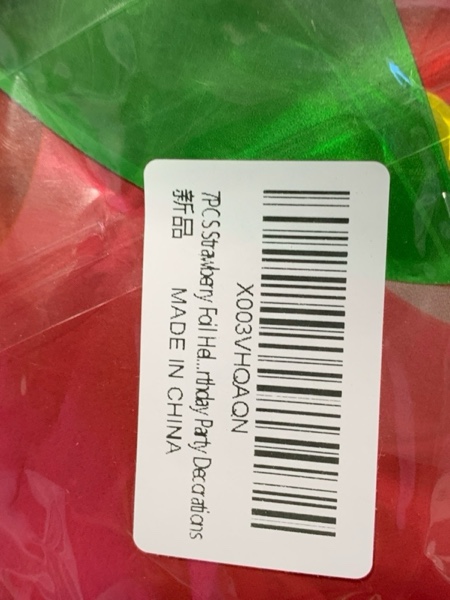 X003VHQAQN
7PCS Strawberry Foil Hel...rthday Party Decorations
新品
MADE IN CHINA